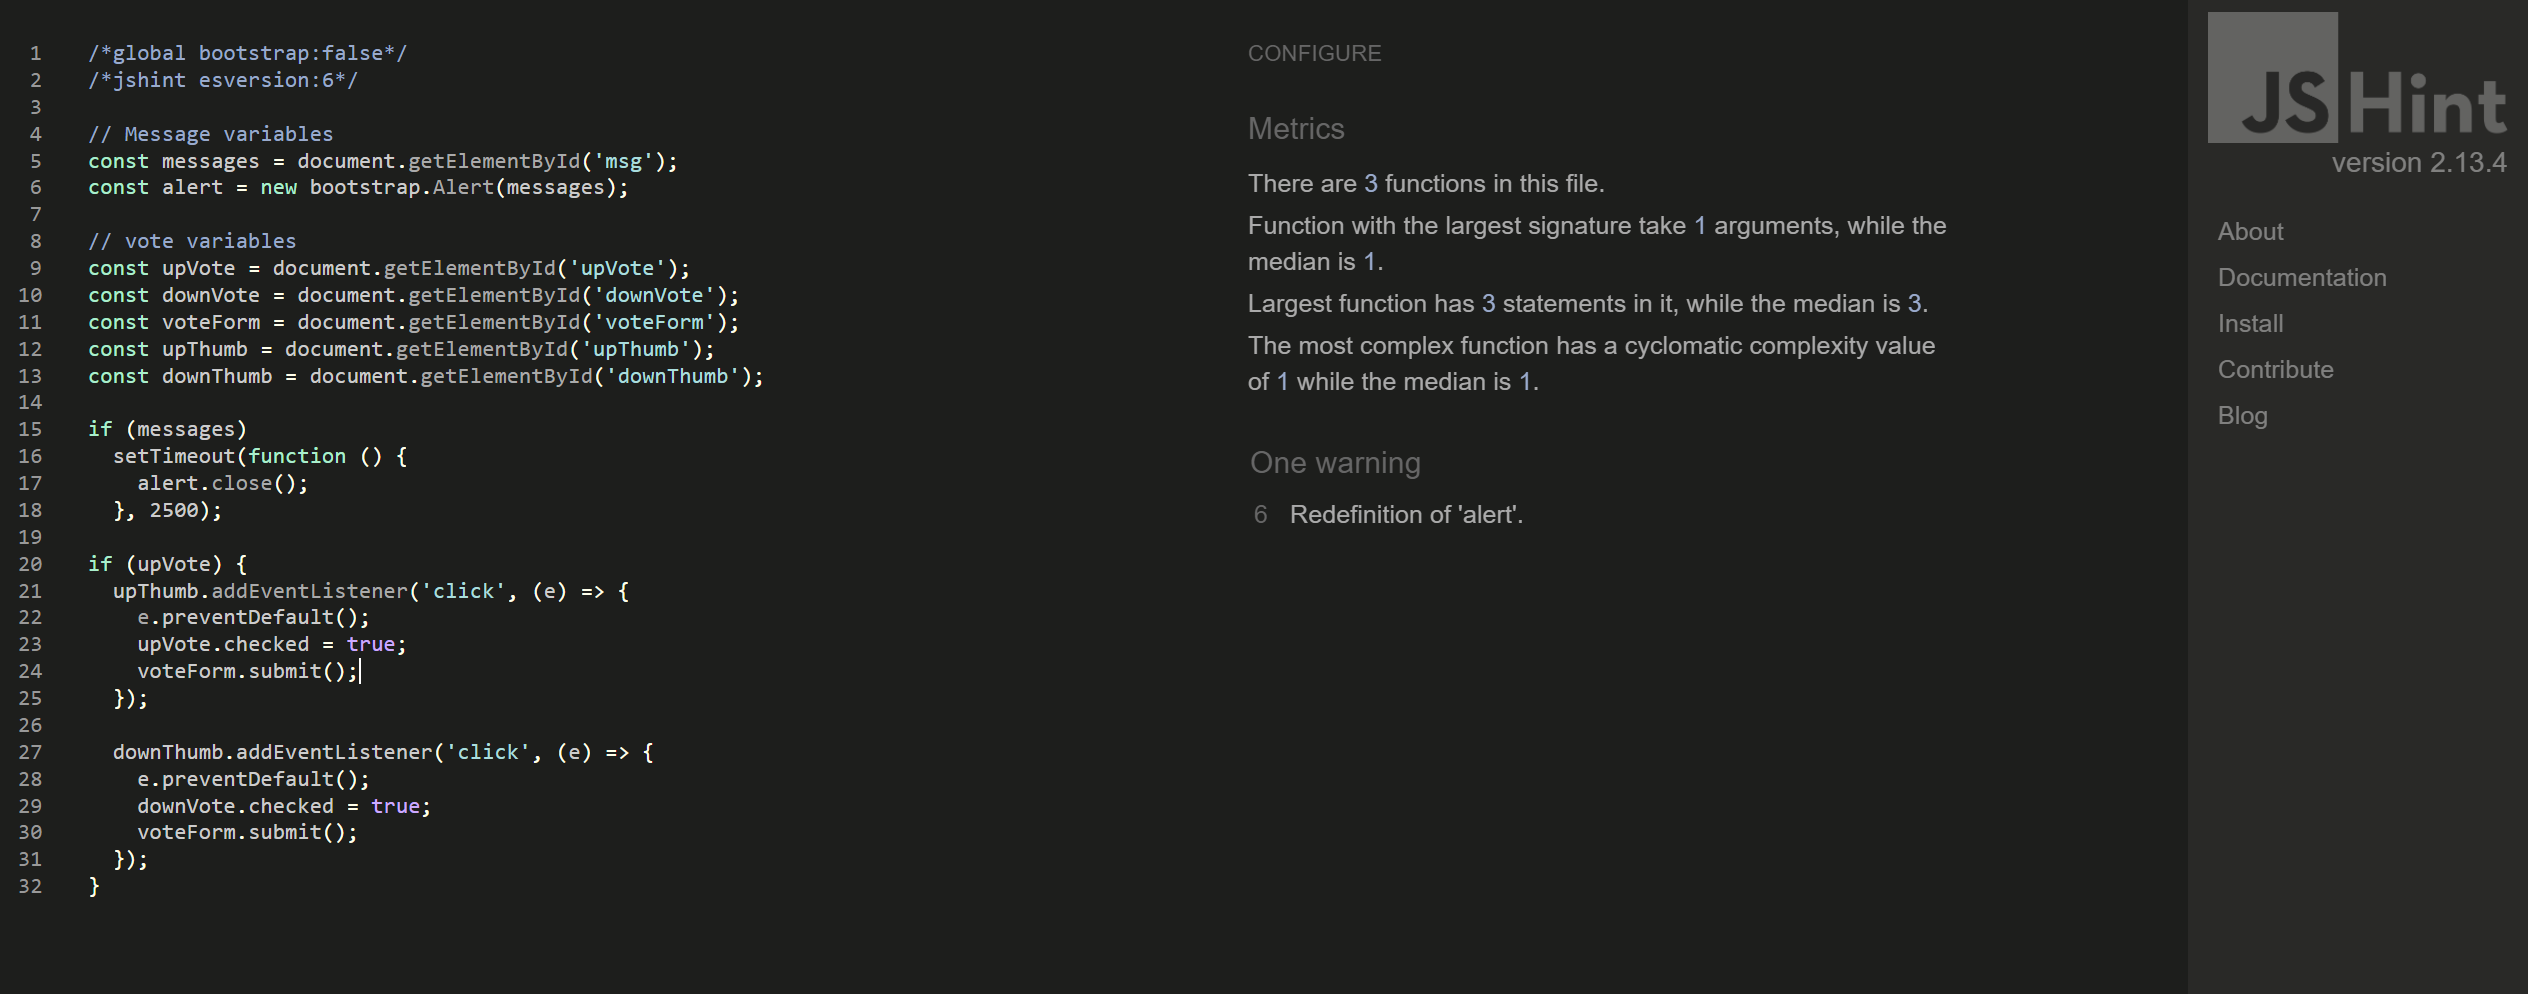 1 /*global bootstrap:false*/
2 /*jshint esversion:6*/
3
4 // Message variables
5 const messages = document.getElementById('msg');
6 const alert = new bootstrap.Alert(messages);
7
8 // vote variables
9 const upVote = document.getElementById('upVote');
10 const downVote = document.getElementById('downVote');
11 const voteForm = document.getElementById('voteForm');
12 const upThumb = document.getElementById('upThumb');
13 const downThumb = document.getElementById('downThumb');
14
15 if (messages)
16   setTimeout(function () {
17     alert.close();
18   }, 2500);
19
20 if (upVote) {
21   upThumb.addEventListener('click', (e) => {
22     e.preventDefault();
23     upVote.checked = true;
24     voteForm.submit();
25   });
26
27   downThumb.addEventListener('click', (e) => {
28     e.preventDefault();
29     downVote.checked = true;
30     voteForm.submit();
31   });
32 }
CONFIGURE
Metrics
There are 3 functions in this file.
Function with the largest signature take 1 arguments, while the
median is 1.
Largest function has 3 statements in it, while the median is 3.
The most complex function has a cyclomatic complexity value
of 1 while the median is 1.
One warning
6 Redefinition of 'alert'.
JSHint
version 2.13.4
About
Documentation
Install
Contribute
Blog